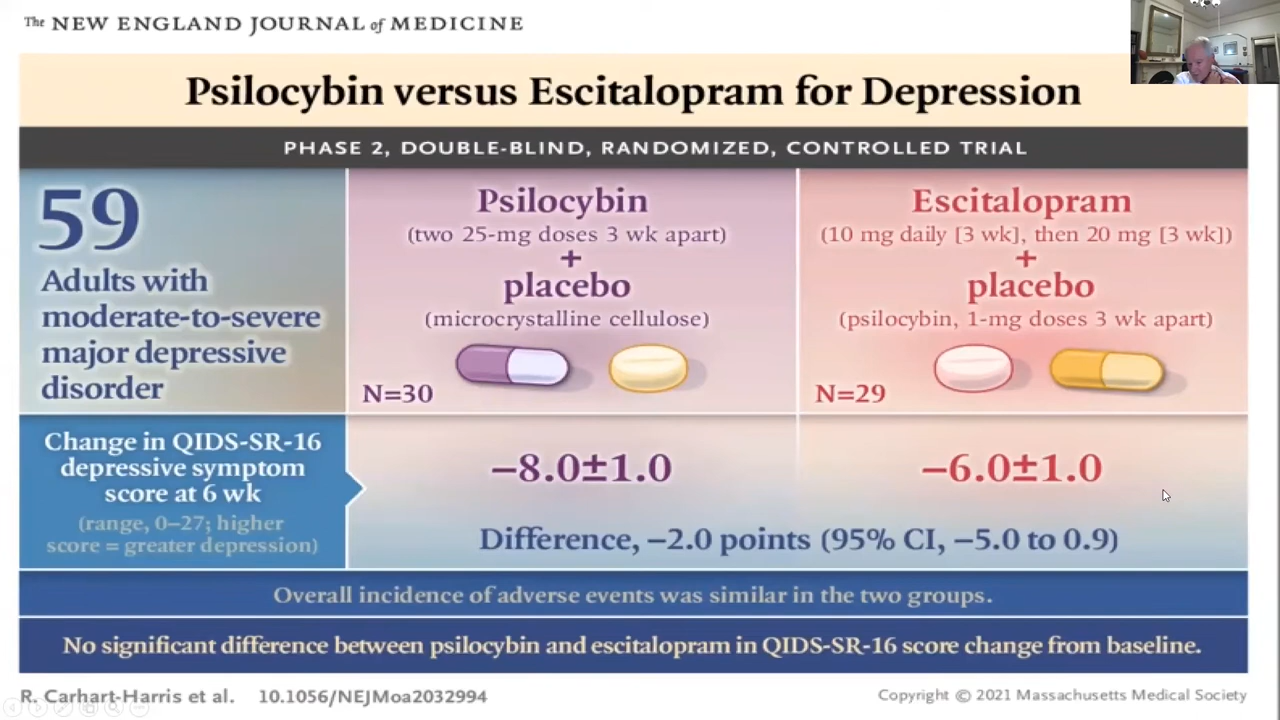 The NEW ENGLAND JOURNAL of MEDICINE
Psilocybin versus Escitalopram for Depression
PHASE 2, DOUBLE-BLIND, RANDOMIZED, CONTROLLED TRIAL
59
Adults with
moderate-to-severe
major depressive
disorder
Psilocybin
(two 25-mg doses 3 wk apart)
+
placebo
(microcrystalline cellulose)
N=30
Escitalopram
(10 mg daily [3 wk], then 20 mg [3 wk])
+
placebo
(psilocybin, 1-mg doses 3 wk apart)
N=29
Change in QIDS-SR-16
depressive symptom
score at 6 wk
(range, 0–27; higher
score = greater depression)
−8.0±1.0
−6.0±1.0
Difference, −2.0 points (95% CI, −5.0 to 0.9)
Overall incidence of adverse events was similar in the two groups.
No significant difference between psilocybin and escitalopram in QIDS-SR-16 score change from baseline.
R. Carhart-Harris et al. 10.1056/NEJMoa2032994
Copyright © 2021 Massachusetts Medical Society